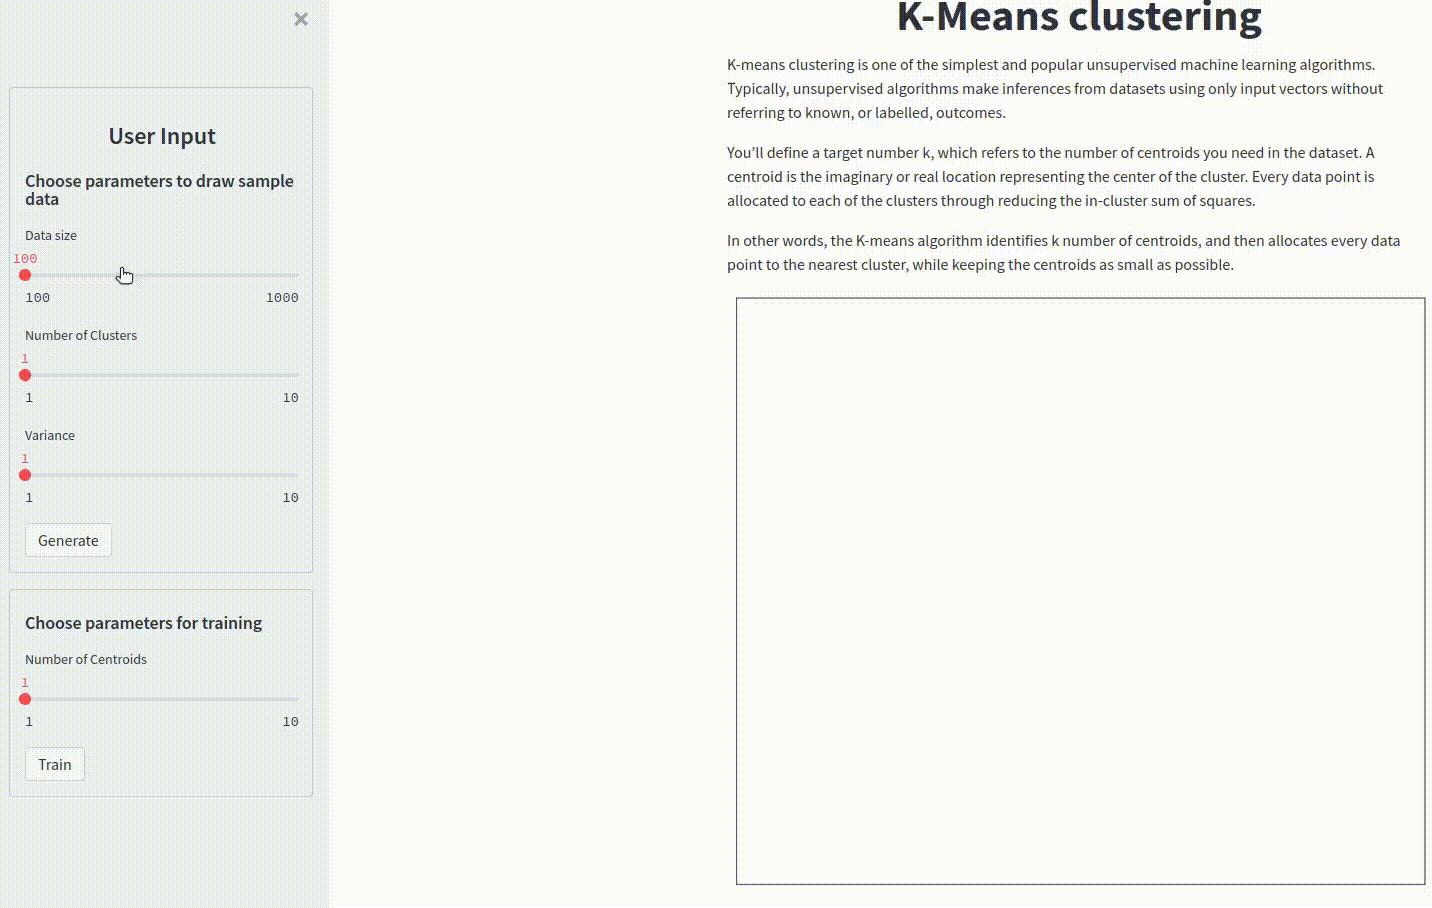 ×
User Input
Choose parameters to draw sample
data
Data size
100
100 1000
Number of Clusters
1
1 10
Variance
1
1 10
Generate
Choose parameters for training
Number of Centroids
1
1 10
Train
K-Means clustering
K-means clustering is one of the simplest and popular unsupervised machine learning algorithms.
Typically, unsupervised algorithms make inferences from datasets using only input vectors without
referring to known, or labelled, outcomes.
You’ll define a target number k, which refers to the number of centroids you need in the dataset. A
centroid is the imaginary or real location representing the center of the cluster. Every data point is
allocated to each of the clusters through reducing the in-cluster sum of squares.
In other words, the K-means algorithm identifies k number of centroids, and then allocates every data
point to the nearest cluster, while keeping the centroids as small as possible.